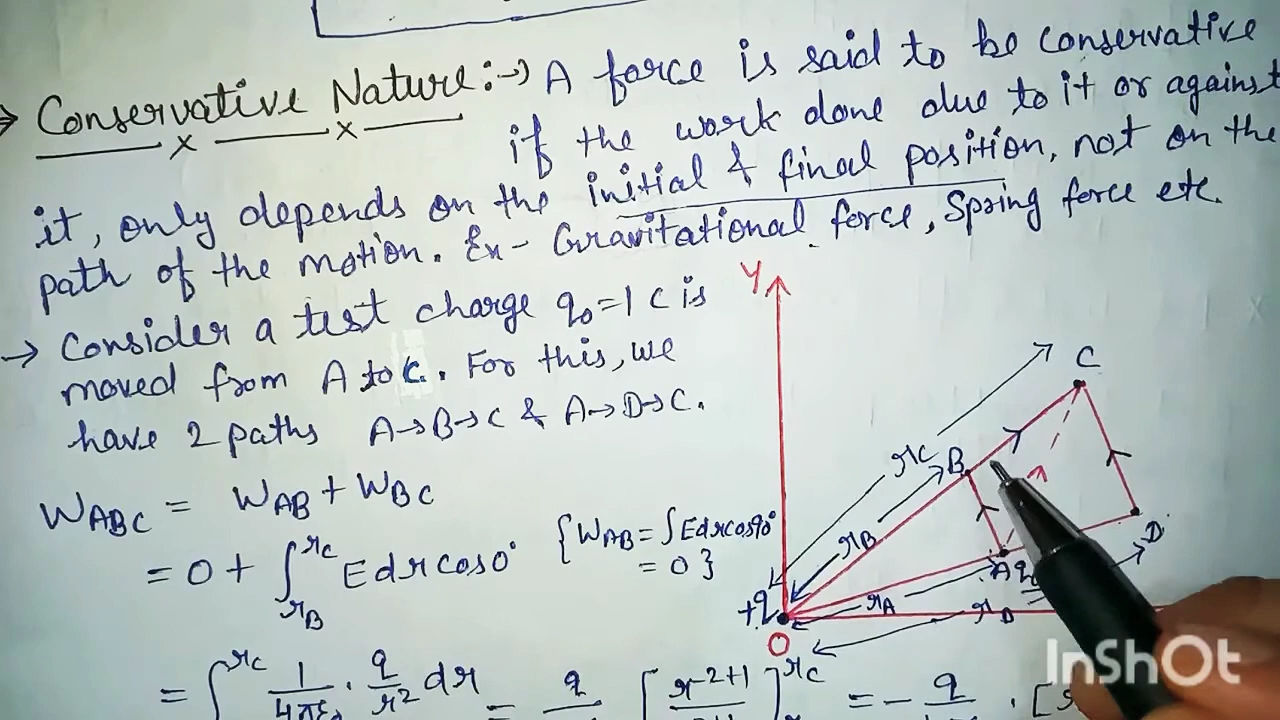 → Conservative Nature :→ A force is said to be conservative
if the work done due to it or against
it, only depends on the initial & final position, not on the
path of the motion. Ex - Gravitational force, Spring force etc.
→ Consider a test charge q₀ = 1 C is
moved from A to C. For this, we
have 2 paths A→B→C & A→D→C.
W_ABC = W_AB + W_BC
= 0 + ∫_{r_B}^{r_C} E dr cos 0° {W_AB = ∫E dr cos 90°
= 0}
= ∫^{r_C} 1/4πε₀ · q/r² dr = q [r^{-2+1}]^{r_C} = - q · [
Y
C
r_C
B
r_B
A
D
r_A
r_D
+q
O
InShOt